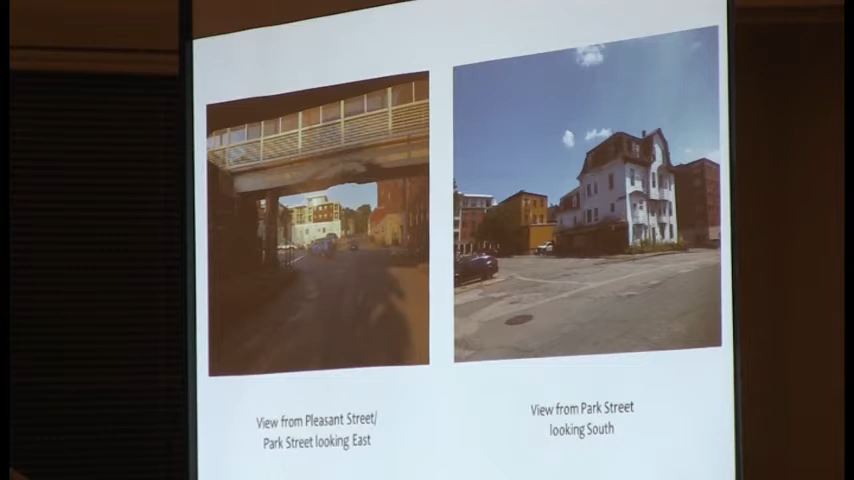 View from Pleasant Street/
Park Street looking East
View from Park Street
looking South